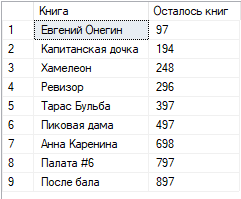 Книга Осталось книг
1 Евгений Онегин 97
2 Капитанская дочка 194
3 Хамелеон 248
4 Ревизор 296
5 Тарас Бульба 397
6 Пиковая дама 497
7 Анна Каренина 698
8 Палата #6 797
9 После бала 897